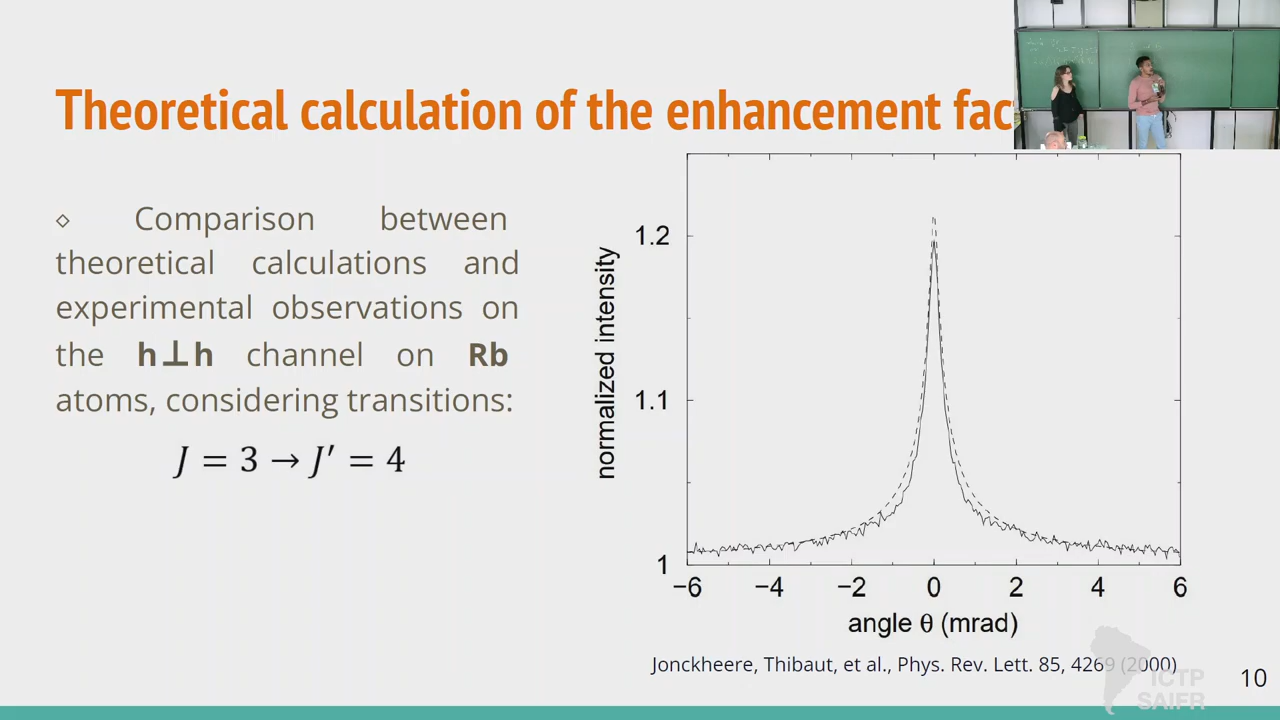 Theoretical calculation of the enhancement fac
⋄ Comparison between
theoretical calculations and
experimental observations on
the h⊥h channel on Rb
atoms, considering transitions:
J = 3 → J′ = 4
normalized intensity
1.2
1.1
1
−6 −4 −2 0 2 4 6
angle θ (mrad)
Jonckheere, Thibaut, et al., Phys. Rev. Lett. 85, 4269 (2000)
ICTP
SAIFR
10